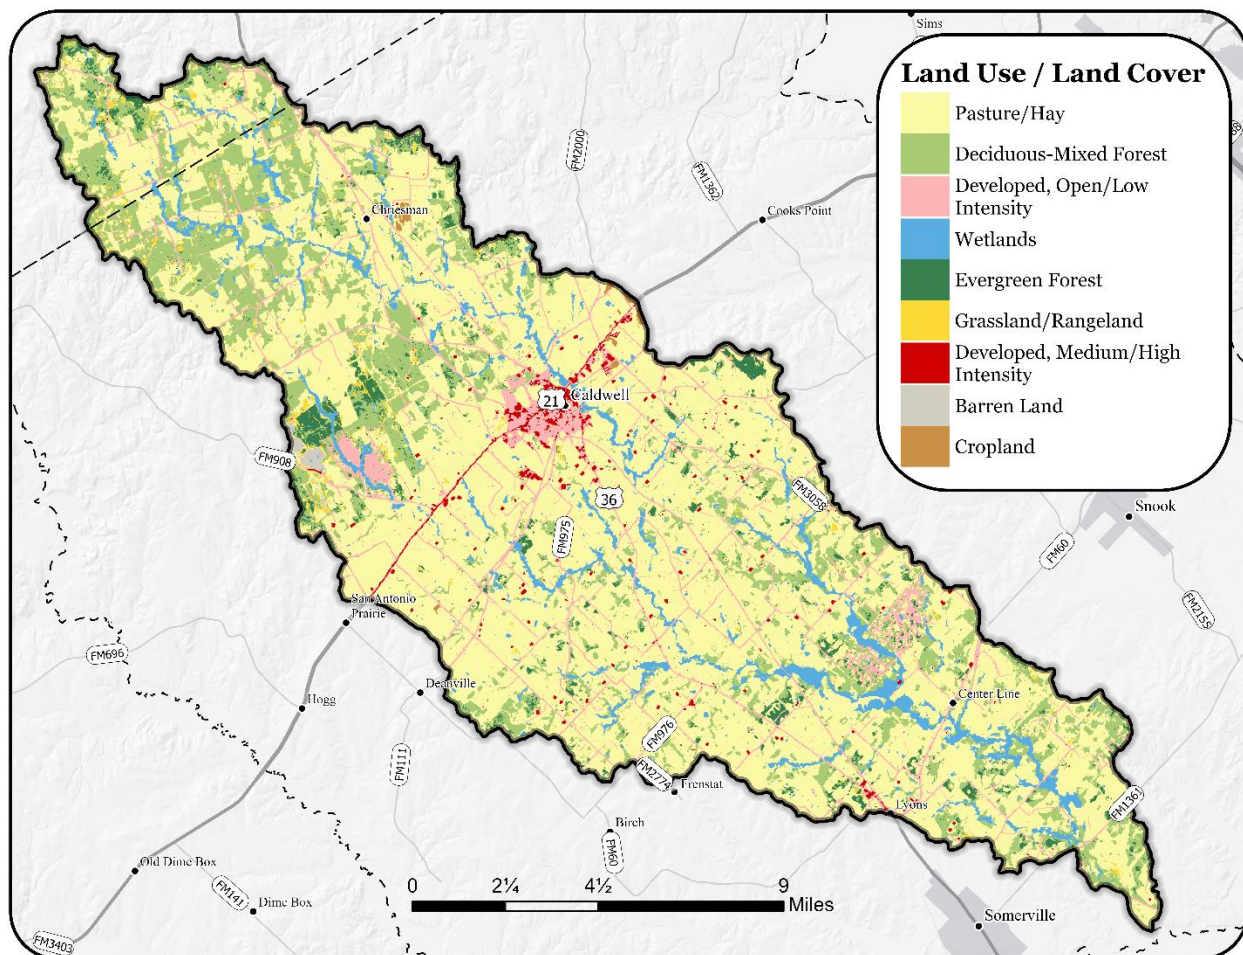 Sims
Land Use / Land Cover
Pasture/Hay
Deciduous-Mixed Forest
Developed, Open/Low
Intensity
Wetlands
Evergreen Forest
Grassland/Rangeland
Developed, Medium/High
Intensity
Barren Land
Cropland
FM2000
FM1362
Chriesman
Cooks Point
21
Caldwell
FM908
36
FM3058
Snook
FM975
FM60
FM2155
San Antonio
Prairie
FM696
Deanville
Hogg
Center Line
FM976
FM111
FM2774
Frenstat
Lyons
FM1361
Birch
FM60
Old Dime Box
FM141
Dime Box
0
2¼
4½
9
Miles
Somerville
FM3403